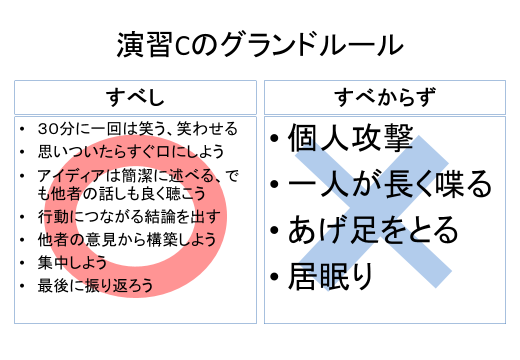 演習Cのグランドルール
すべし
• 30分に一回は笑う、笑わせる
• 思いついたらすぐ口にしよう
• アイディアは簡潔に述べる、で
も他者の話しも良く聴こう
• 行動につながる結論を出す
• 他者の意見から構築しよう
• 集中しよう
• 最後に振り返ろう
すべからず
• 個人攻撃
• 一人が長く喋る
• あげ足をとる
• 居眠り